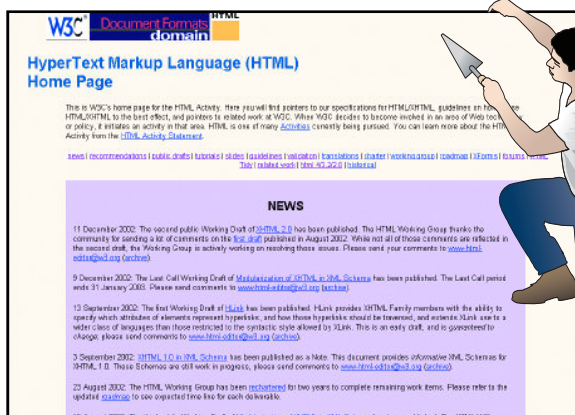 W3C Document Formats HTML
domain
HyperText Markup Language (HTML)
Home Page
This is W3C's home page for the HTML Activity. Here you will find pointers to our specifications for HTML/XHTML, guidelines on how
HTML/XHTML to the best effect, and pointers to related work at W3C. When W3C decides to become involved in an area of Web
or policy, it initiates an activity in that area. HTML is one of many Activities currently being pursued. You can learn more about the
Activity from the HTML Activity Statement.
news | recommendations | public drafts | tutorials | slides | guidelines | validation | translations | charter | working group | roadmap | XForms | forums |
Tidy | related work | html 4/3.2/2.0 | historical
NEWS
11 December 2002: The second public Working Draft of XHTML 2.0 has been published. The HTML Working Group thanks the
community for sending a lot of comments on the first draft published in August 2002. While not all of those comments are reflected in
the second draft, the Working Group is actively working on resolving those issues. Please send your comments to www-html-
editor@w3.org (archive).
9 December 2002: The Last Call Working Draft of Modularization of XHTML in XML Schema has been published. The Last Call period
ends 31 January 2003. Please send comments to www-html-editor@w3.org (archive).
13 September 2002: The first Working Draft of HLink has been published. HLink provides XHTML Family members with the ability to
specify which attributes of elements represent hyperlinks, and how those hyperlinks should be traversed, and extends XLink use to a
wider class of languages than those restricted to the syntactic style allowed by XLink. This is an early draft, and is guaranteed to
change; please send comments to www-html-editor@w3.org (archive).
3 September 2002: XHTML 1.0 in XML Schema has been published as a Note. This document provides informative XML Schemas for
XHTML 1.0. These Schemas are still work in progress, please send comments to www-html-editor@w3.org (archive).
23 August 2002: The HTML Working Group has been rechartered for two years to complete remaining work items. Please refer to the
updated roadmap to see expected time line for each deliverable.